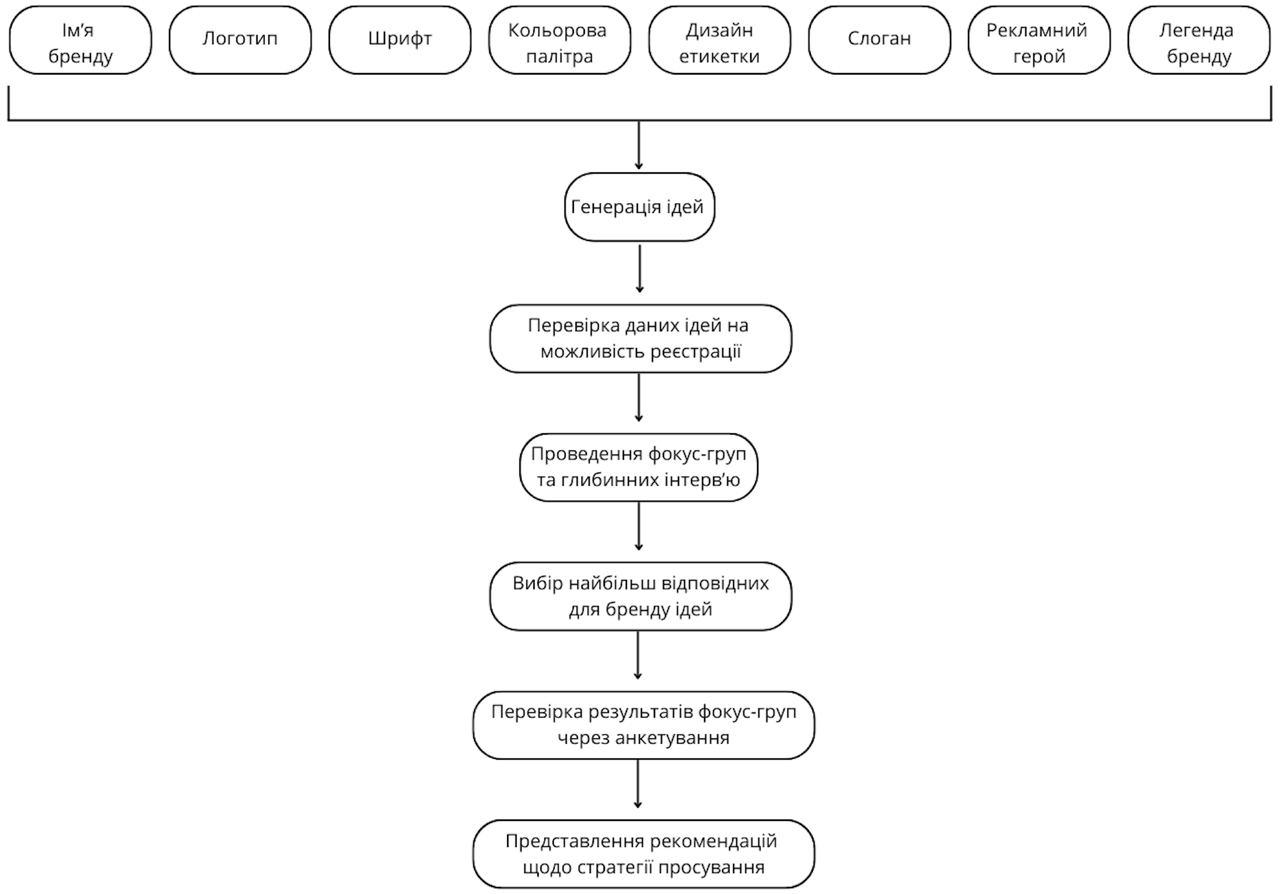 Ім’я
бренду
Логотип
Шрифт
Кольорова
палітра
Дизайн
етикетки
Слоган
Рекламний
герой
Легенда
бренду
Генерація ідей
Перевірка даних ідей на
можливість реєстрації
Проведення фокус-груп
та глибинних інтерв’ю
Вибір найбільш відповідних
для бренду ідей
Перевірка результатів фокус-груп
через анкетування
Представлення рекомендацій
щодо стратегії просування